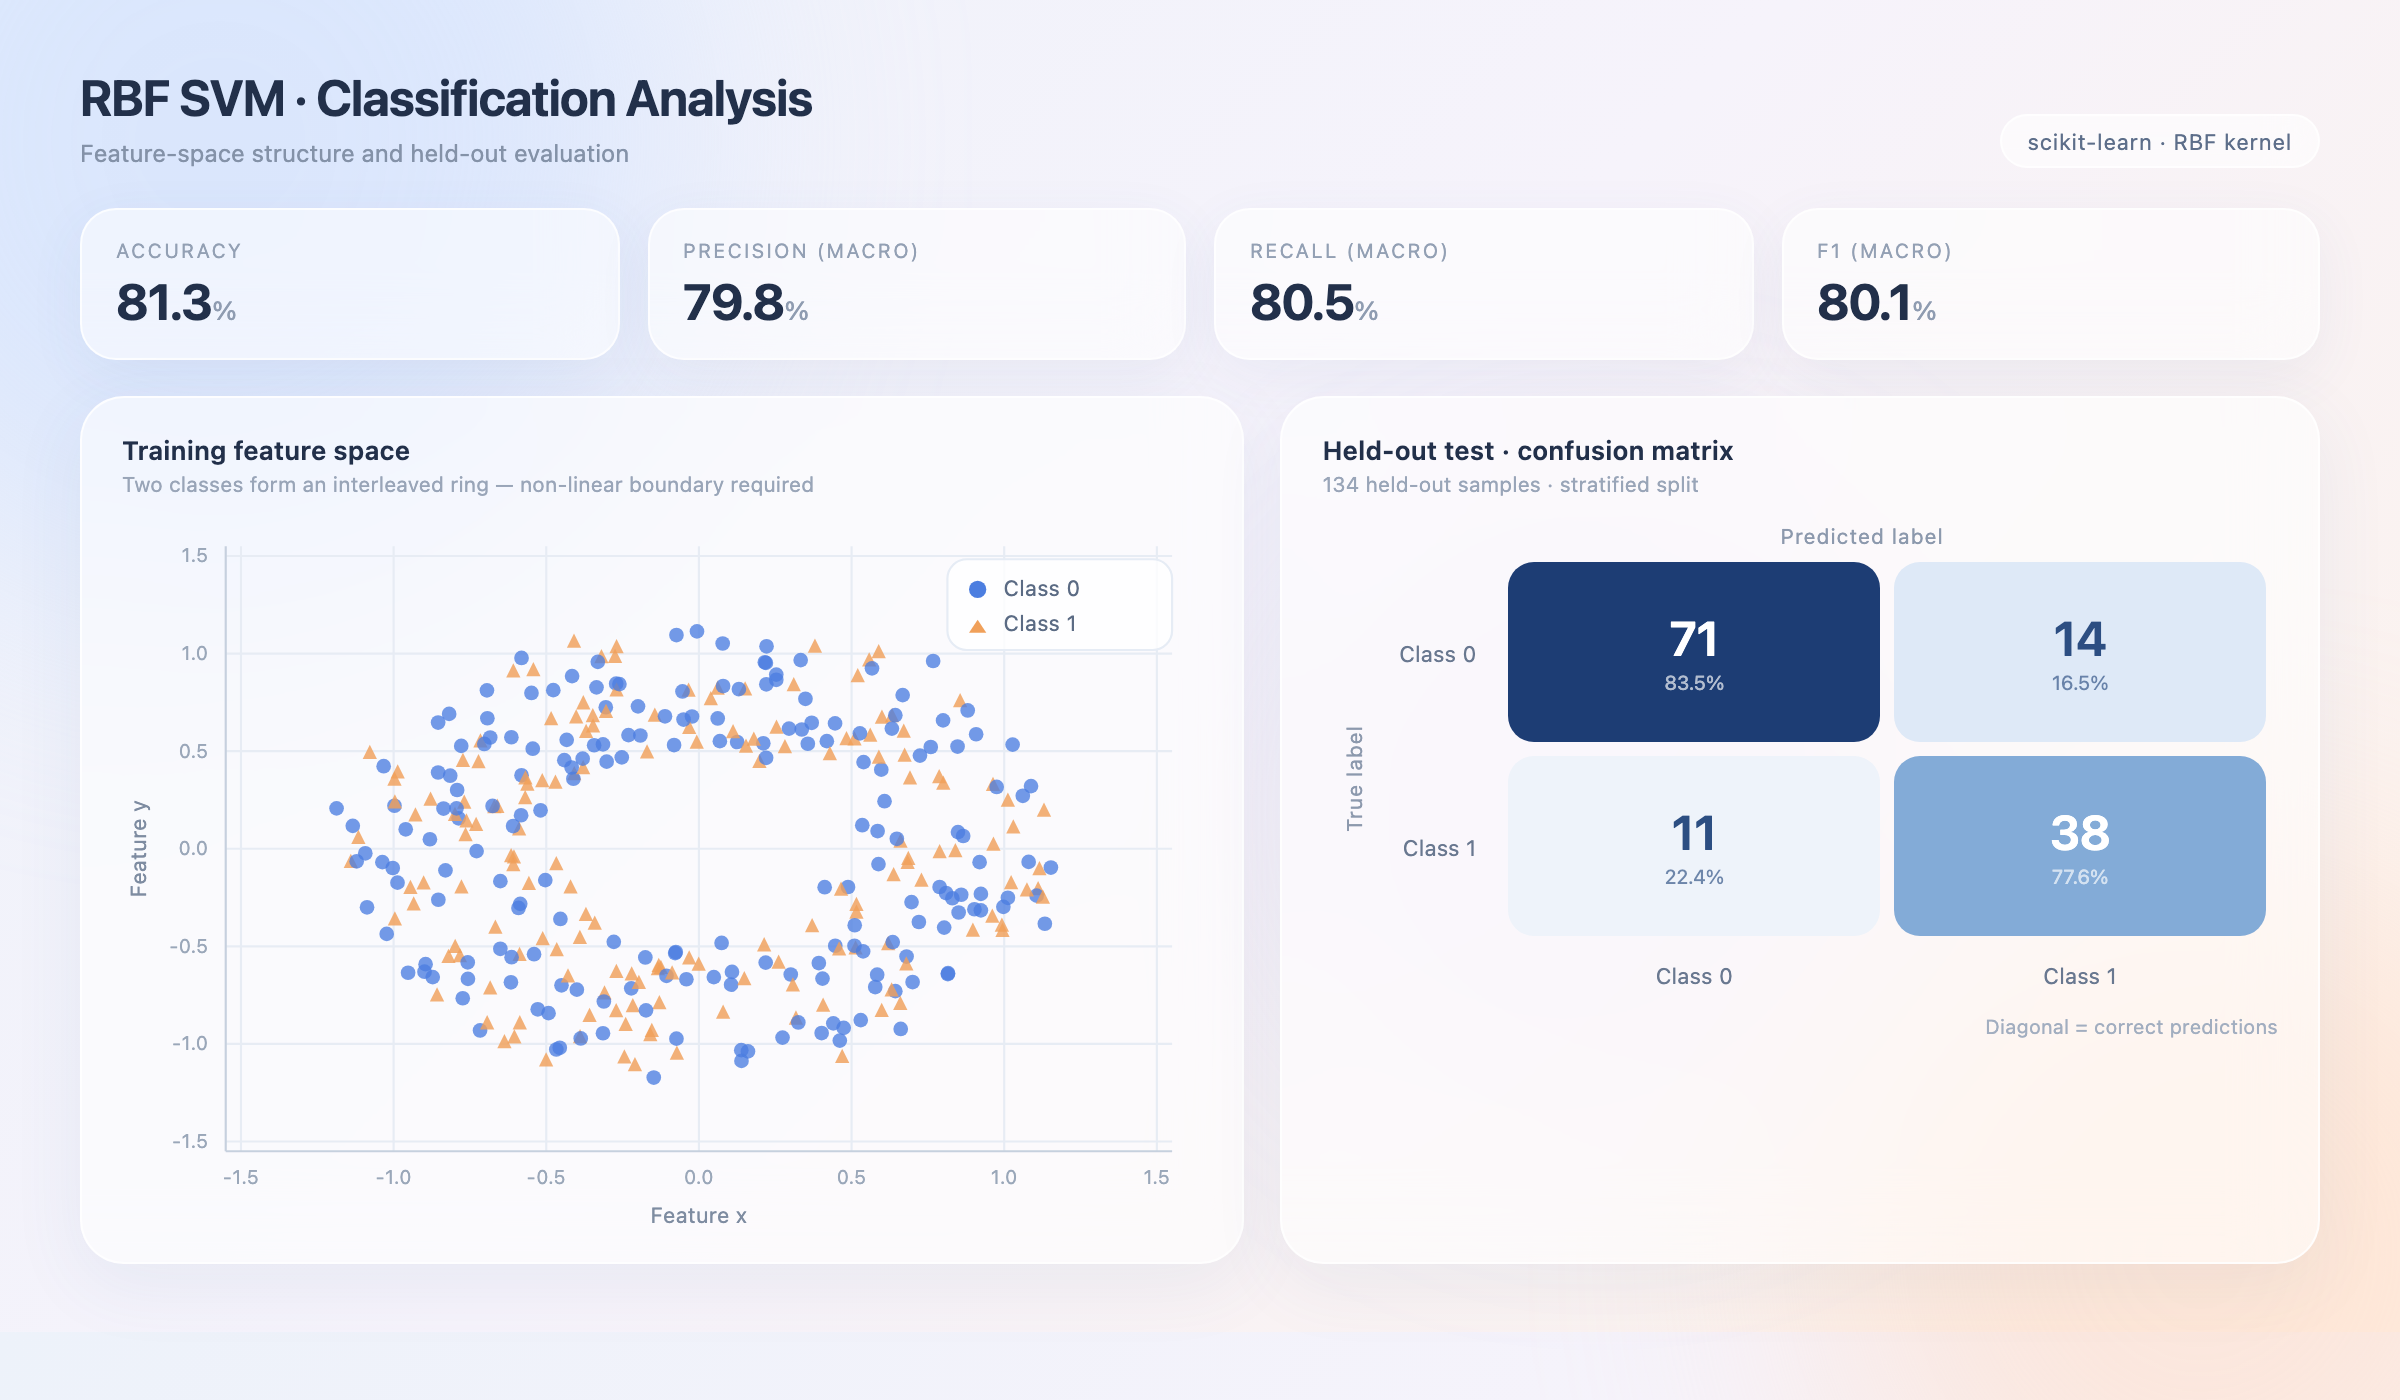 RBF SVM · Classification Analysis
Feature-space structure and held-out evaluation
scikit-learn · RBF kernel
ACCURACY
81.3%
PRECISION (MACRO)
79.8%
RECALL (MACRO)
80.5%
F1 (MACRO)
80.1%
Training feature space
Two classes form an interleaved ring — non-linear boundary required
Class 0
Class 1
1.5
1.0
0.5
0.0
-0.5
-1.0
-1.5
Feature y
-1.5
-1.0
-0.5
0.0
0.5
1.0
1.5
Feature x
Held-out test · confusion matrix
134 held-out samples · stratified split
Predicted label
True label
Class 0
71
83.5%
14
16.5%
Class 1
11
22.4%
38
77.6%
Class 0
Class 1
Diagonal = correct predictions